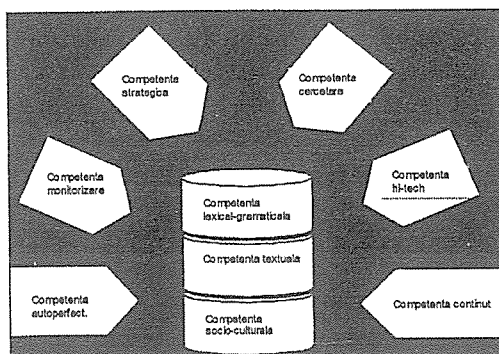 Competenta
strategica
Competenta
cercetare
Competenta
monitorizare
Competenta
hi-tech
Competenta
lexical-gramaticala
Competenta textuala
Competenta
socio-culturala
Competenta
autoperfect.
Competenta continut